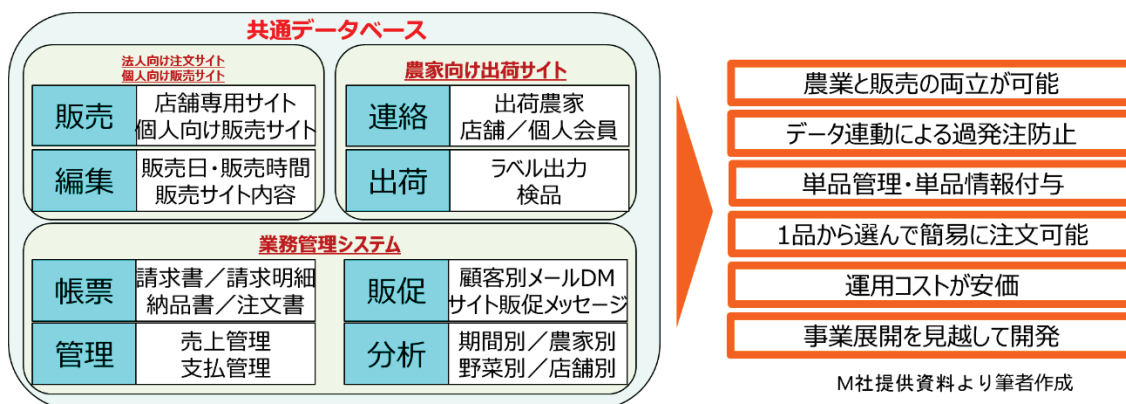 共通データベース
法人向け注文サイト
個人向け販売サイト
販売
店舗専用サイト
個人向け販売サイト
編集
販売日・販売時間
販売サイト内容
農家向け出荷サイト
連絡
出荷農家
店舗／個人会員
出荷
ラベル出力
検品
業務管理システム
帳票
請求書／請求明細
納品書／注文書
管理
売上管理
支払管理
販促
顧客別メールDM
サイト販促メッセージ
分析
期間別／農家別
野菜別／店舗別
農業と販売の両立が可能
データ連動による過発注防止
単品管理・単品情報付与
1品から選んで簡易に注文可能
運用コストが安価
事業展開を見越して開発
M社提供資料より筆者作成